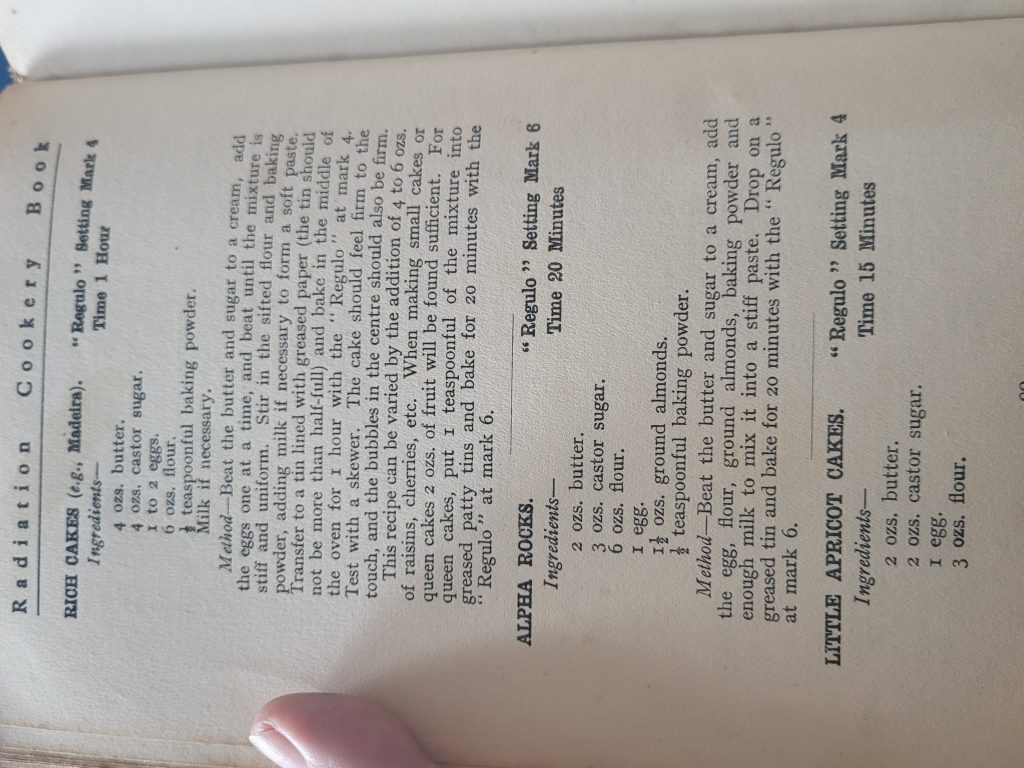 Radiation Cookery Book
RICH CAKES (e.g., Madeira). “Regulo” Setting Mark 4
Ingredients— Time 1 Hour
4 ozs. butter.
4 ozs. castor sugar.
1 to 2 eggs.
6 ozs. flour.
½ teaspoonful baking powder.
Milk if necessary.
Method—Beat the butter and sugar to a cream, add
the eggs one at a time, and beat until the mixture is
stiff and uniform. Stir in the sifted flour and baking
powder, adding milk if necessary to form a soft paste.
Transfer to a tin lined with greased paper (the tin should
not be more than half-full) and bake in the middle of
the oven for 1 hour with the “Regulo” at mark 4.
Test with a skewer. The cake should feel firm to the
touch, and the bubbles in the centre should also be firm.
This recipe can be varied by the addition of 4 to 6 ozs.
of raisins, cherries, etc. When making small cakes or
queen cakes 2 ozs. of fruit will be found sufficient. For
queen cakes, put 1 teaspoonful of the mixture into
greased patty tins and bake for 20 minutes with the
“Regulo” at mark 6.
ALPHA ROCKS. “Regulo” Setting Mark 6
Ingredients— Time 20 Minutes
2 ozs. butter.
3 ozs. castor sugar.
6 ozs. flour.
1 egg.
1½ ozs. ground almonds.
½ teaspoonful baking powder.
Method—Beat the butter and sugar to a cream, add
the egg, flour, ground almonds, baking powder and
enough milk to mix it into a stiff paste. Drop on a
greased tin and bake for 20 minutes with the “Regulo”
at mark 6.
LITTLE APRICOT CAKES. “Regulo” Setting Mark 4
Ingredients— Time 15 Minutes
2 ozs. butter.
2 ozs. castor sugar.
1 egg.
3 ozs. flour.